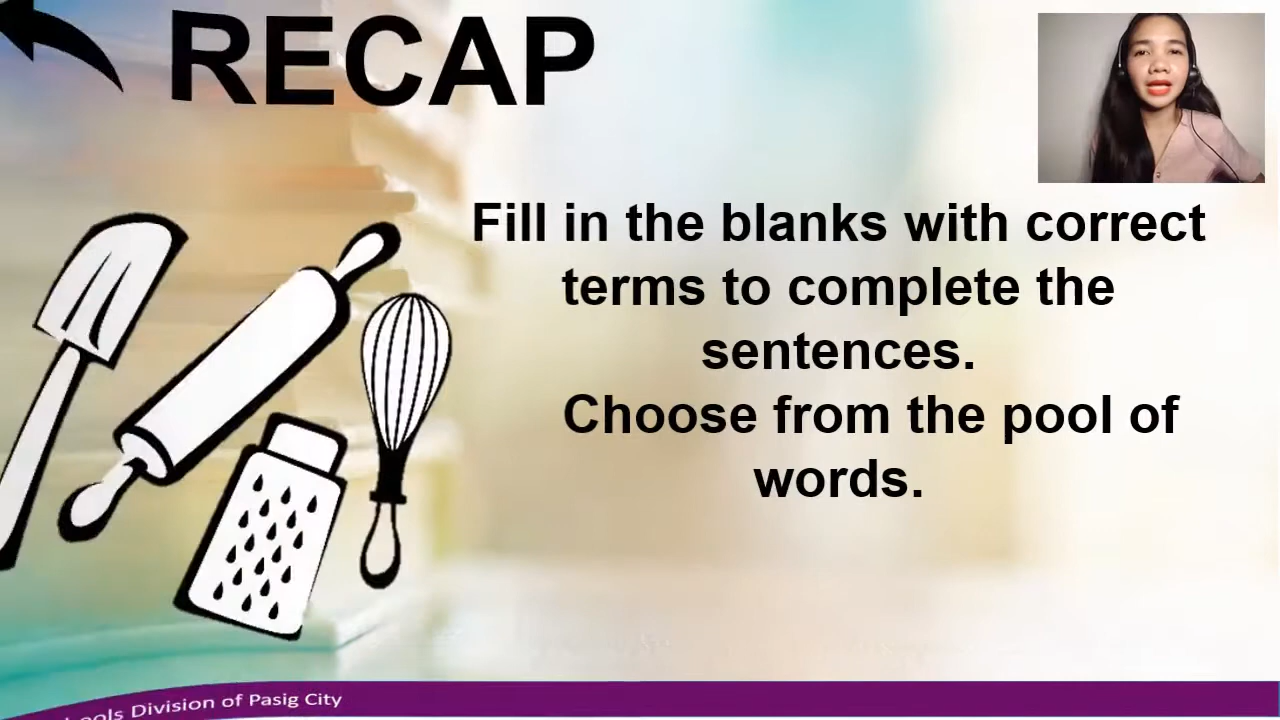 RECAP
Fill in the blanks with correct
terms to complete the
sentences.
Choose from the pool of
words.
Division of Pasig City